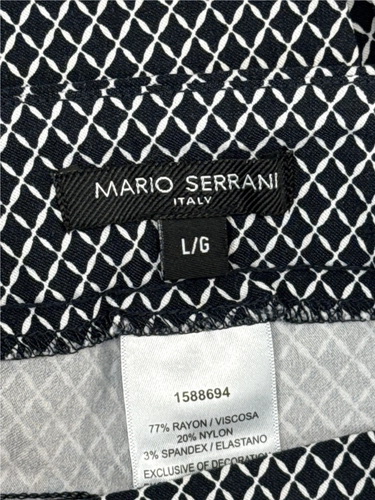 MARIO SERRANI
ITALY
L/G
1588694
77% RAYON / VISCOSA
20% NYLON
3% SPANDEX / ELASTANO
EXCLUSIVE OF DECORATION